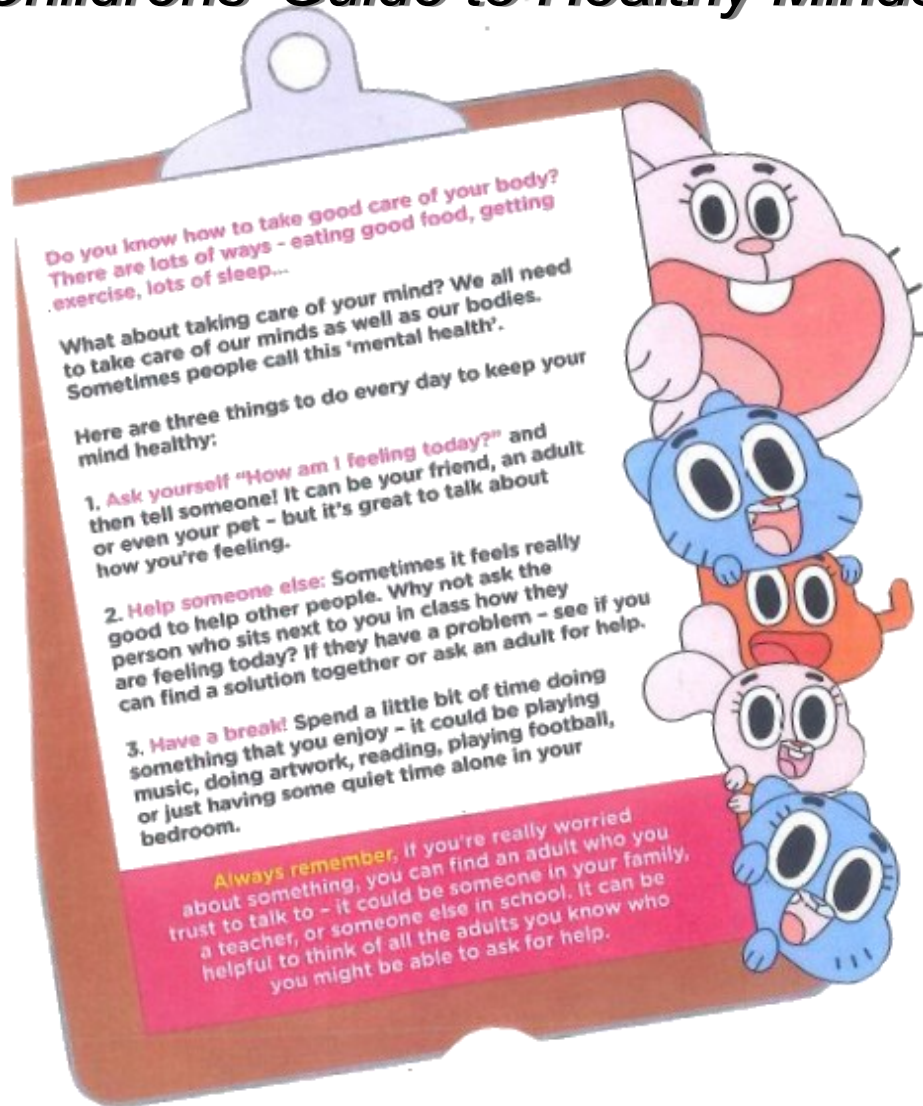 Childrens' Guide to Healthy Minds
Do you know how to take good care of your body?
There are lots of ways - eating good food, getting
exercise, lots of sleep...
What about taking care of your mind? We all need
to take care of our minds as well as our bodies.
Sometimes people call this 'mental health'.
Here are three things to do every day to keep your
mind healthy:
1. Ask yourself “How am I feeling today?” and
then tell someone! It can be your friend, an adult
or even your pet – but it's great to talk about
how you're feeling.
2. Help someone else: Sometimes it feels really
good to help other people. Why not ask the
person who sits next to you in class how they
are feeling today? If they have a problem – see if you
can find a solution together or ask an adult for help.
3. Have a break! Spend a little bit of time doing
something that you enjoy – it could be playing
music, doing artwork, reading, playing football,
or just having some quiet time alone in your
bedroom.
Always remember, if you're really worried
about something, you can find an adult who you
trust to talk to – it could be someone in your family,
a teacher, or someone else in school. It can be
helpful to think of all the adults you know who
you might be able to ask for help.